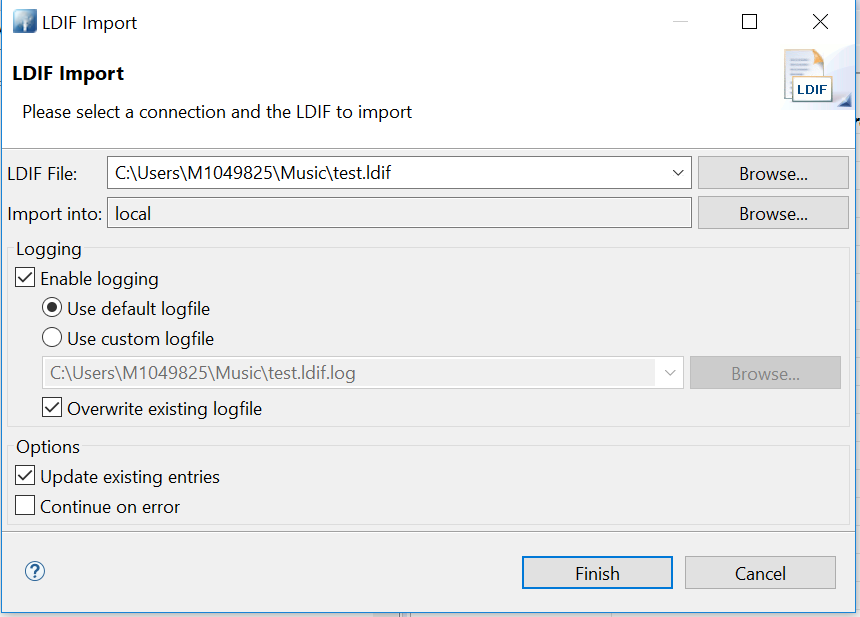 LDIF Import
LDIF Import
Please select a connection and the LDIF to import
LDIF
LDIF File: C:\Users\M1049825\Music\test.ldif Browse...
Import into: local Browse...
Logging
Enable logging
Use default logfile
Use custom logfile
C:\Users\M1049825\Music\test.ldif.log Browse...
Overwrite existing logfile
Options
Update existing entries
Continue on error
? Finish Cancel